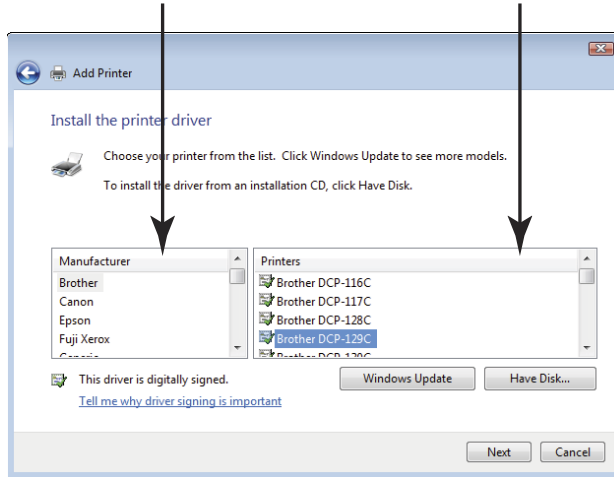 Add Printer
Install the printer driver
Choose your printer from the list. Click Windows Update to see more models.
To install the driver from an installation CD, click Have Disk.
Manufacturer
Brother
Canon
Epson
Fuji Xerox
Printers
Brother DCP-116C
Brother DCP-117C
Brother DCP-128C
Brother DCP-129C
This driver is digitally signed.
Tell me why driver signing is important
Windows Update
Have Disk...
Next
Cancel